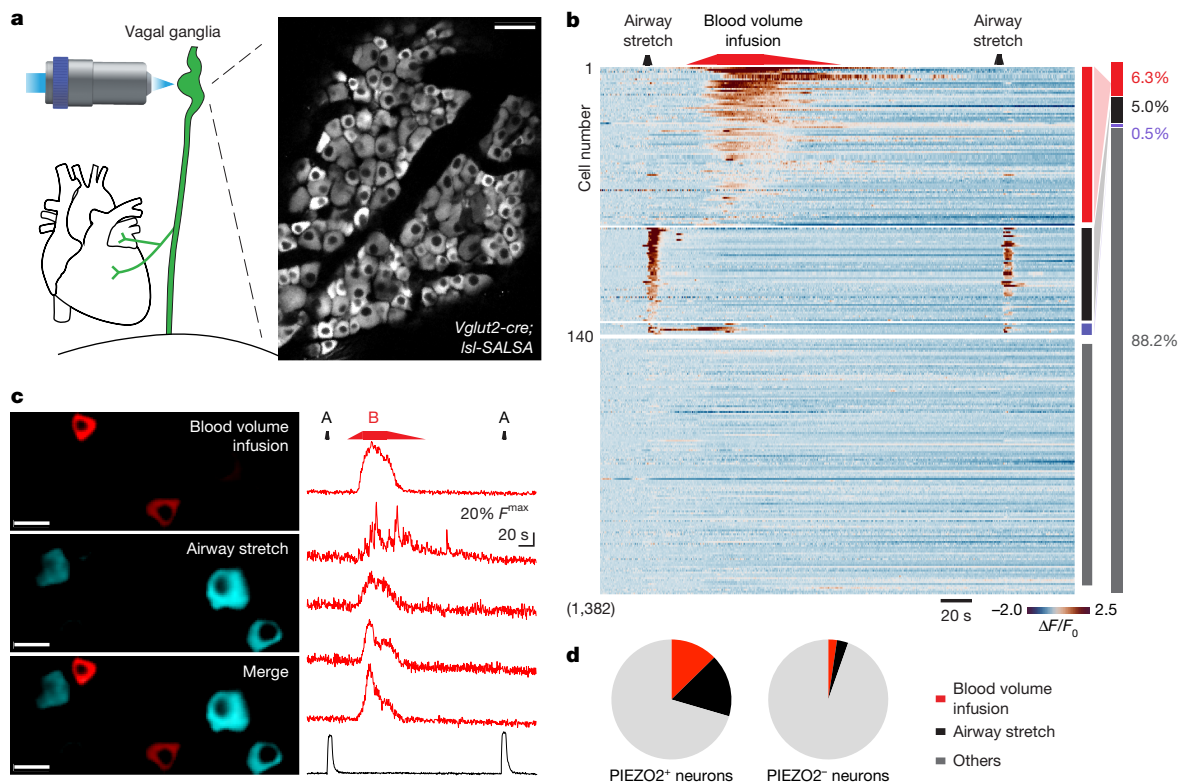 a
Vagal ganglia
Vglut2-cre;
lsl-SALSA
b
Airway
stretch
Blood volume
infusion
Airway
stretch
1
Cell number
140
(1,382)
6.3%
5.0%
0.5%
88.2%
20 s
–2.0
2.5
ΔF/F0
c
Blood volume
infusion
Airway stretch
Merge
A
B
A
20% Fmax
20 s
d
PIEZO2+ neurons
PIEZO2– neurons
Blood volume
infusion
Airway stretch
Others